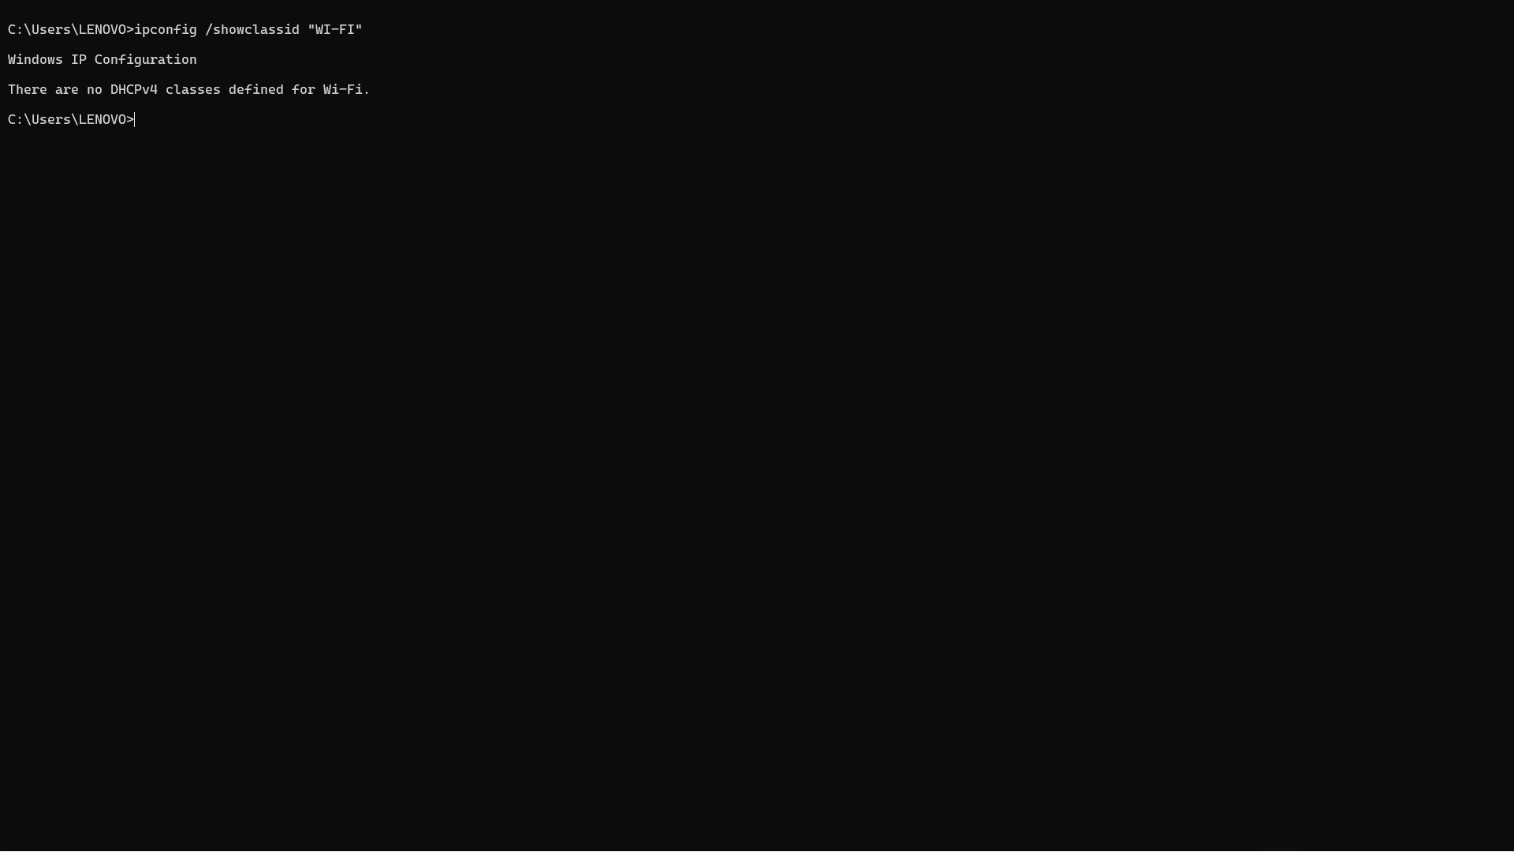 C:\Users\LENOVO>ipconfig /showclassid "WI-FI"
Windows IP Configuration
There are no DHCPv4 classes defined for Wi-Fi.
C:\Users\LENOVO>